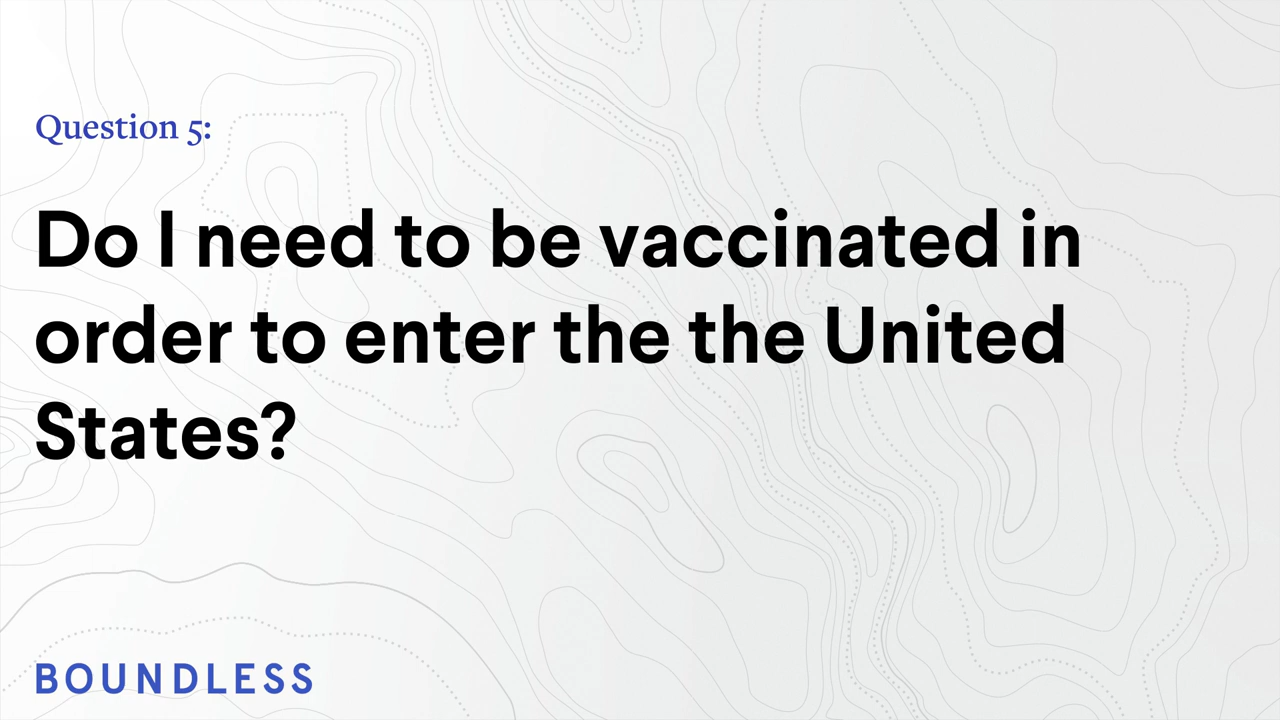 Question 5:
Do I need to be vaccinated in
order to enter the the United
States?
BOUNDLESS